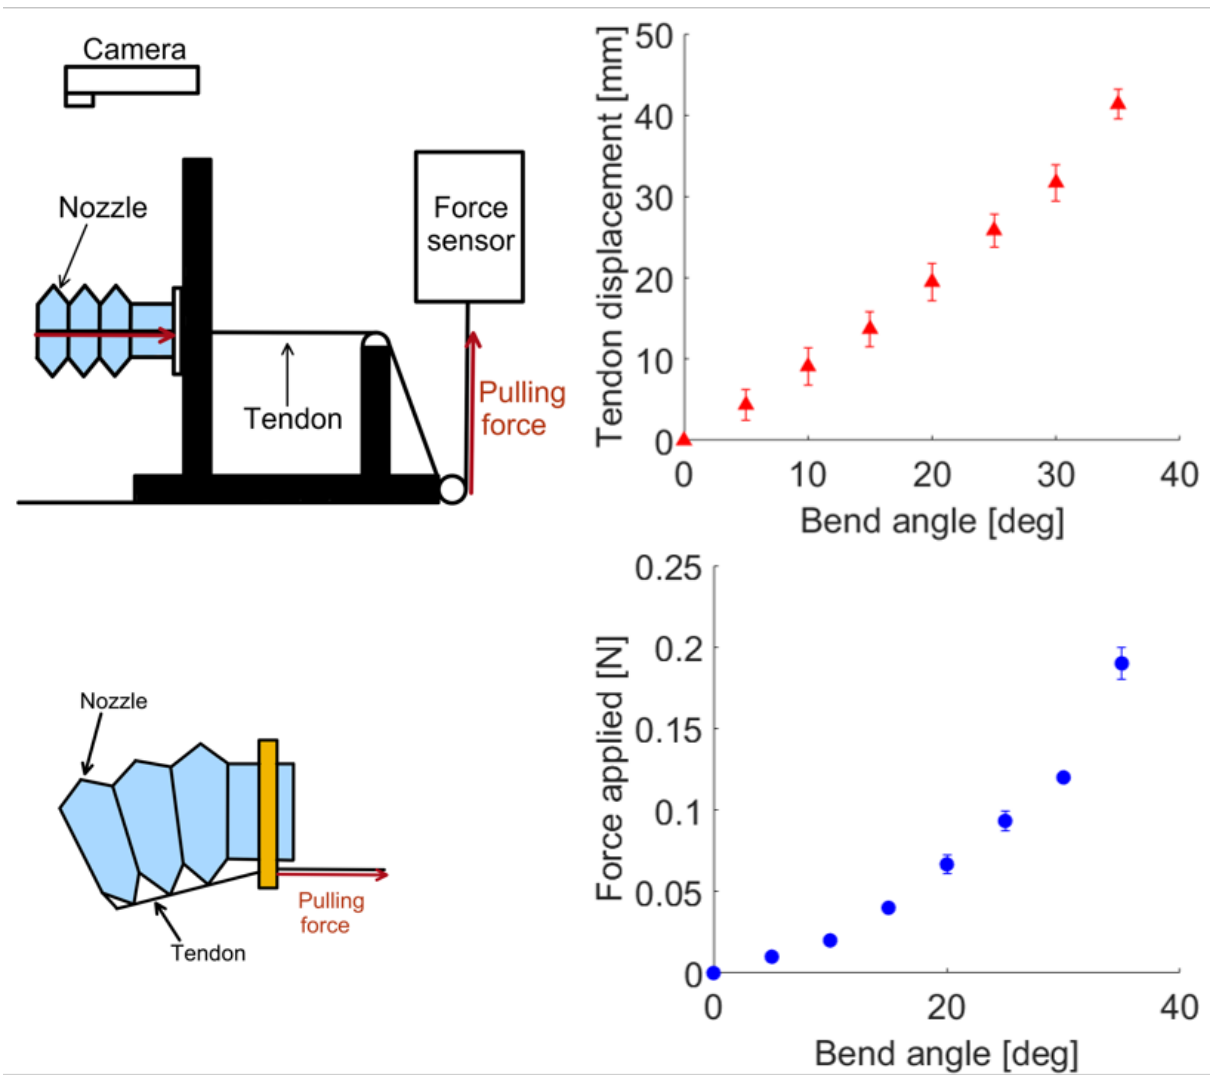 Camera
Nozzle
Force
sensor
Tendon
Pulling
force
Tendon displacement [mm]
50
40
30
20
10
0
0 10 20 30 40
Bend angle [deg]
Nozzle
Pulling
force
Tendon
Force applied [N]
0.25
0.2
0.15
0.1
0.05
0
0 20 40
Bend angle [deg]